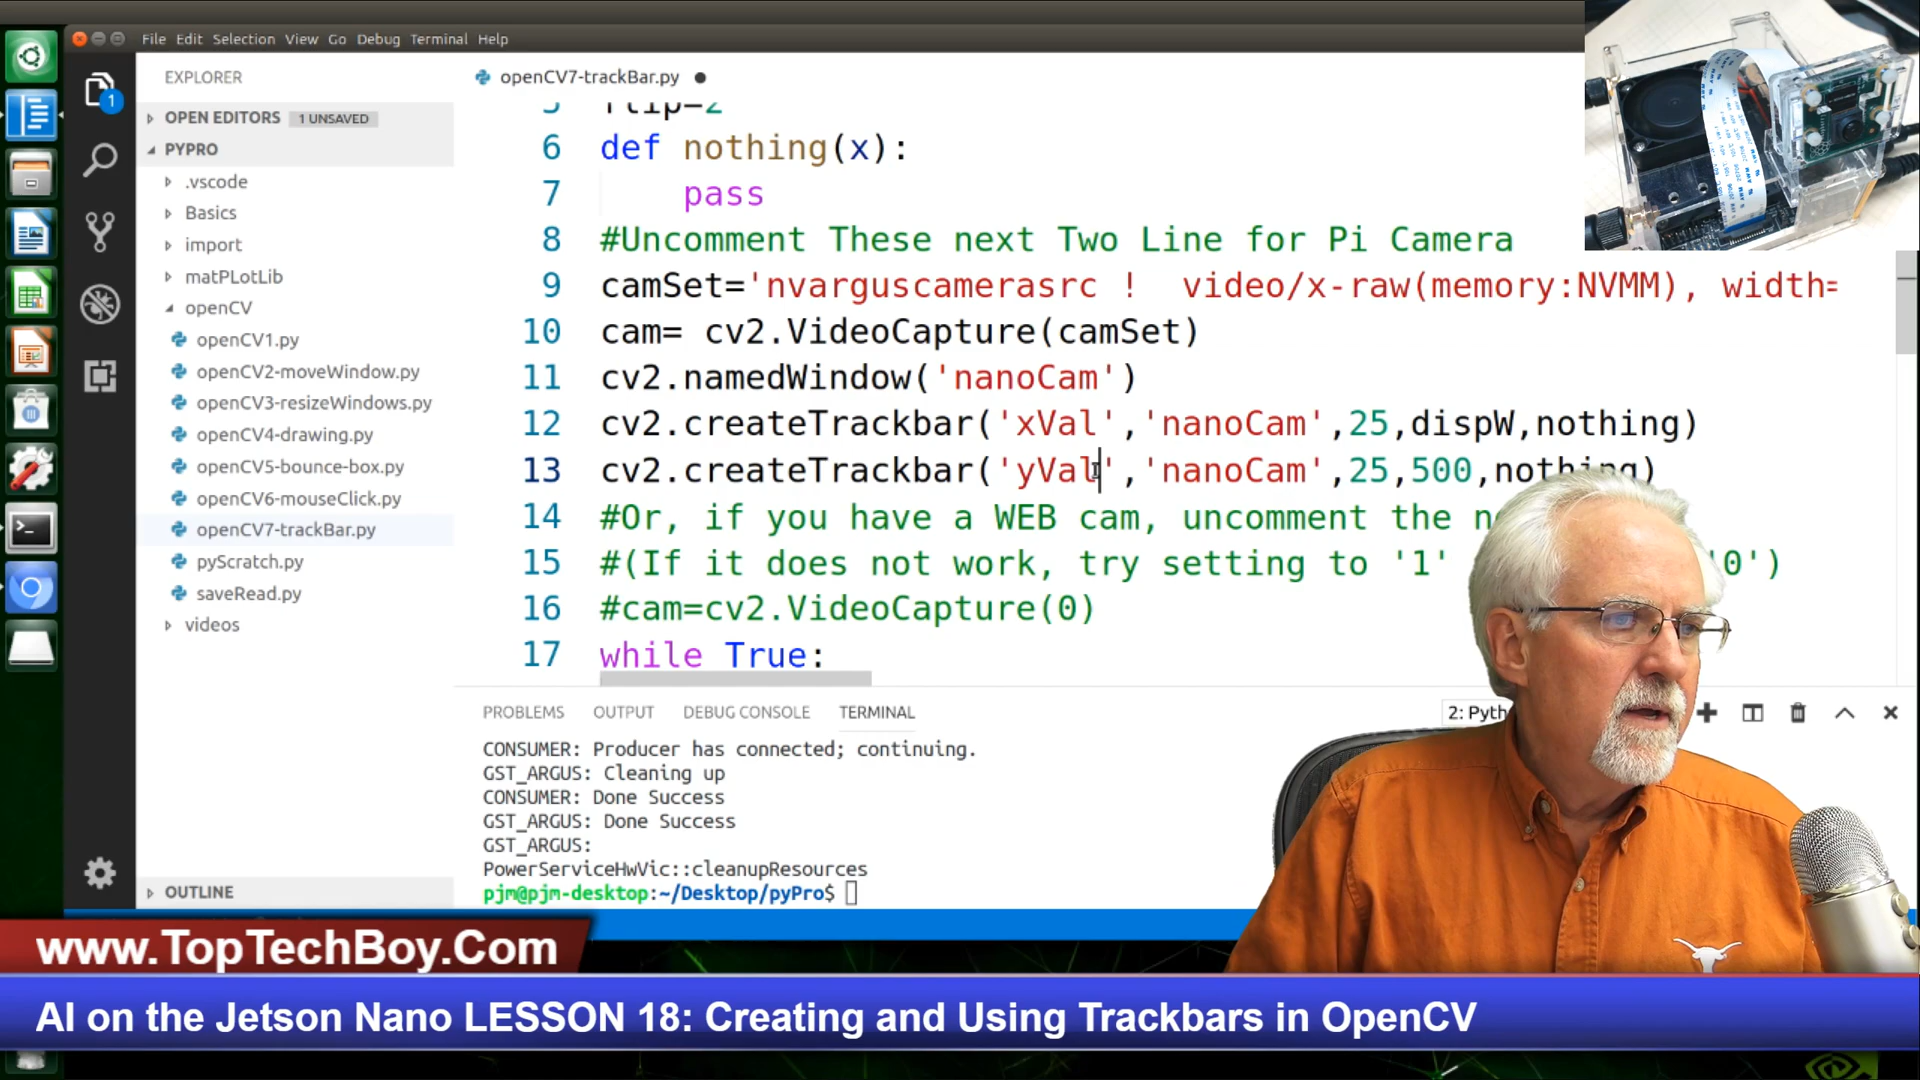 File Edit Selection View Go Debug Terminal Help
EXPLORER
openCV7-trackBar.py
1
OPEN EDITORS 1 UNSAVED
PYPRO
.vscode
Basics
import
matPLotLib
openCV
openCV1.py
openCV2-moveWindow.py
openCV3-resizeWindows.py
openCV4-drawing.py
openCV5-bounce-box.py
openCV6-mouseClick.py
openCV7-trackBar.py
pyScratch.py
saveRead.py
videos
OUTLINE
5 flip=2
6 def nothing(x):
7 pass
8 #Uncomment These next Two Line for Pi Camera
9 camSet='nvarguscamerasrc ! video/x-raw(memory:NVMM), width=
10 cam= cv2.VideoCapture(camSet)
11 cv2.namedWindow('nanoCam')
12 cv2.createTrackbar('xVal','nanoCam',25,dispW,nothing)
13 cv2.createTrackbar('yVal','nanoCam',25,500,nothing)
14 #Or, if you have a WEB cam, uncomment the
15 #(If it does not work, try setting to '1' 0')
16 #cam=cv2.VideoCapture(0)
17 while True:
PROBLEMS OUTPUT DEBUG CONSOLE TERMINAL
2: Pyth
CONSUMER: Producer has connected; continuing.
GST_ARGUS: Cleaning up
CONSUMER: Done Success
GST_ARGUS: Done Success
GST_ARGUS:
PowerServiceHwVic::cleanupResources
pjm@pjm-desktop:~/Desktop/pyPro$
www.TopTechBoy.Com
AI on the Jetson Nano LESSON 18: Creating and Using Trackbars in OpenCV